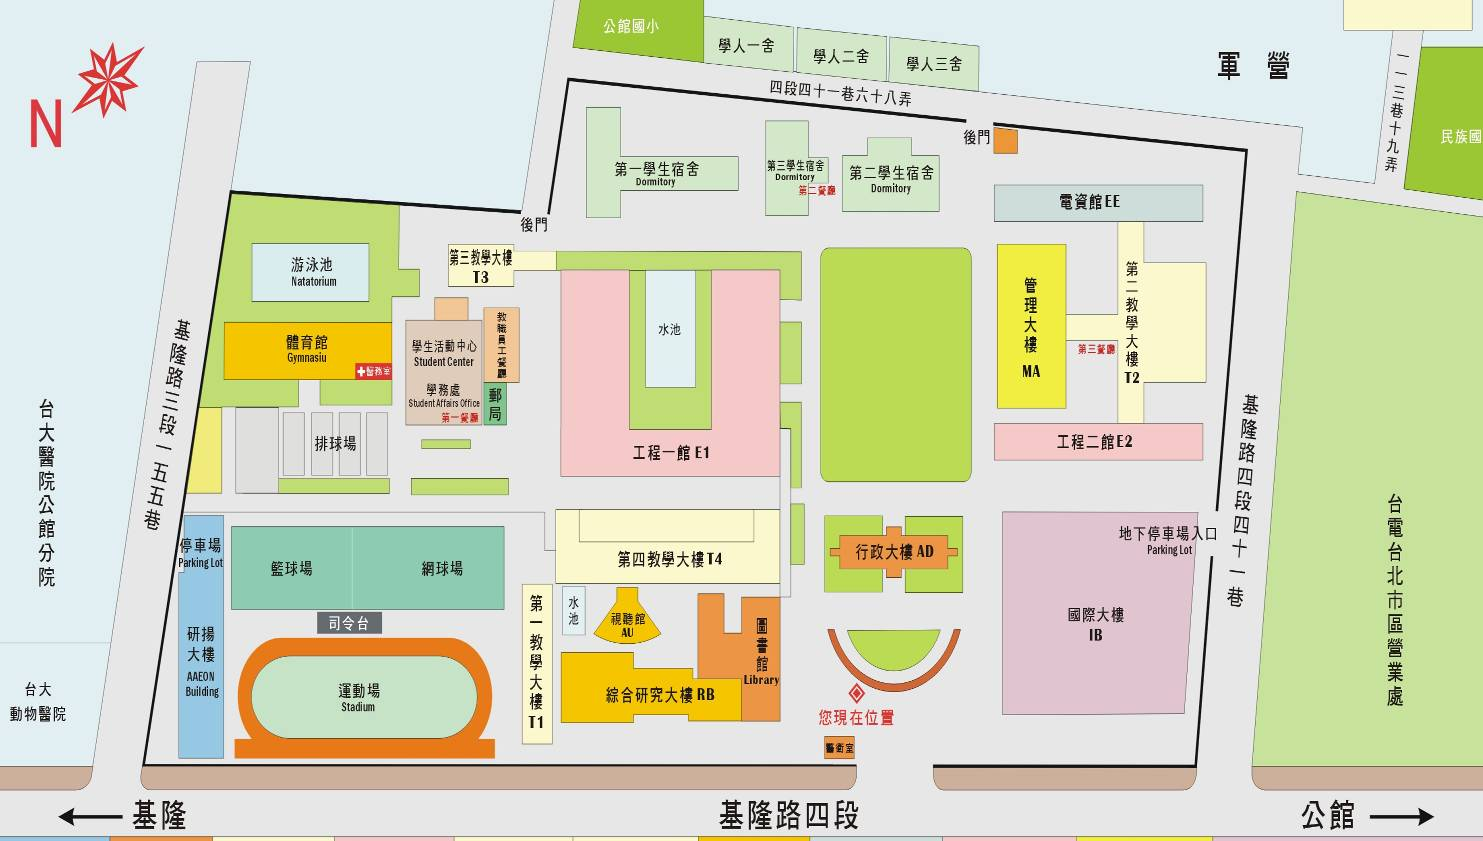 公館國小
學人一舍
學人二舍
學人三舍
軍 營
一一三巷十九弄
民族國
四段四十一巷六十八弄
後門
N
第一學生宿舍
Dormitory
第三學生宿舍
Dormitory
第二餐廳
第二學生宿舍
Dormitory
電資館EE
後門
游泳池
Natatorium
第三教學大樓
T3
體育館
Gymnasiu
醫務室
學生活動中心
Student Center
學務處
Student Affairs Office
第一餐廳
教職員工餐廳
郵局
水池
工程一館 E1
管理大樓
MA
第二教學大樓
T2
第三餐廳
工程二館E2
基隆路三段一五五巷
台大醫院公館分院
排球場
基隆路四段四十一巷
台電台北市區營業處
停車場
Parking Lot
籃球場
網球場
第四教學大樓T4
行政大樓 AD
地下停車場入口
Parking Lot
司令台
研揚
大樓
AAEON
Building
運動場
Stadium
第一教學大樓
T1
水池
視聽館
AU
圖書館
Library
綜合研究大樓 RB
國際大樓
IB
您現在位置
台大
動物醫院
基隆
基隆路四段
公館